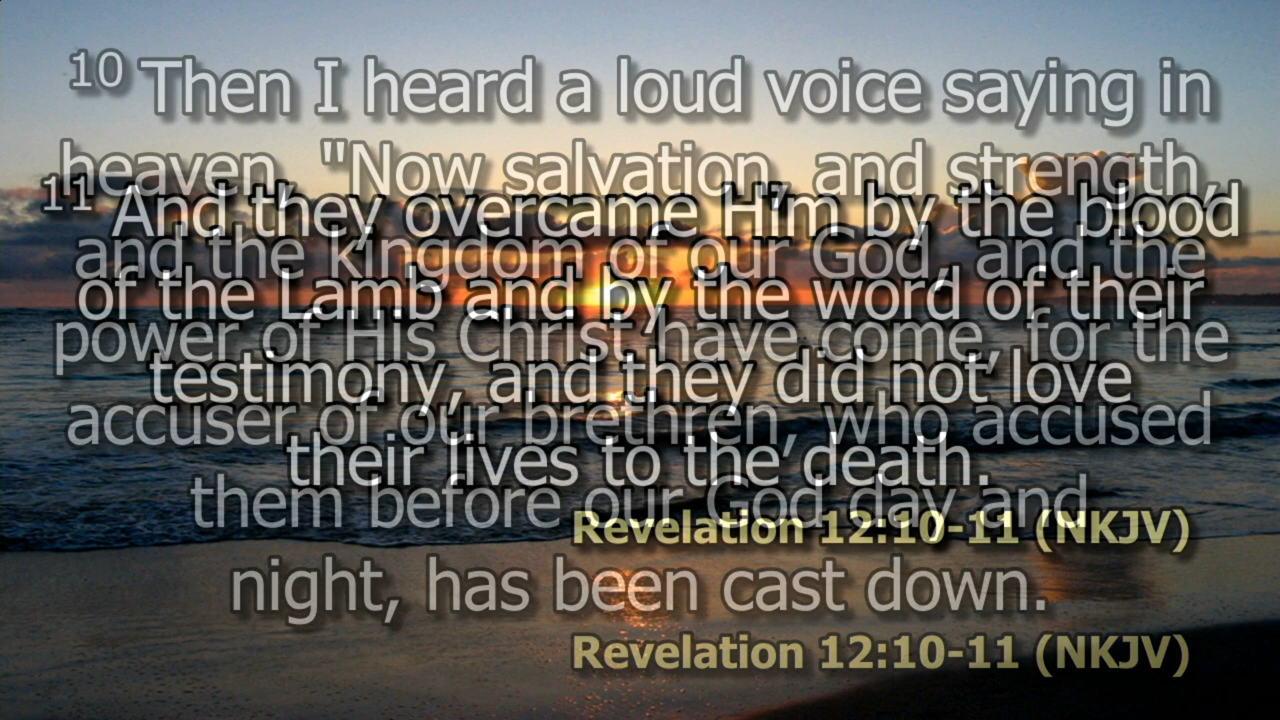 10 Then I heard a loud voice saying in
heaven, "Now salvation, and strength,
and the kingdom of our God, and the
power of His Christ have come, for the
accuser of our brethren, who accused
them before our God day and
night, has been cast down.
Revelation 12:10-11 (NKJV)
11 And they overcame Him by the blood
of the Lamb and by the word of their
testimony, and they did not love
their lives to the death.
Revelation 12:10-11 (NKJV)